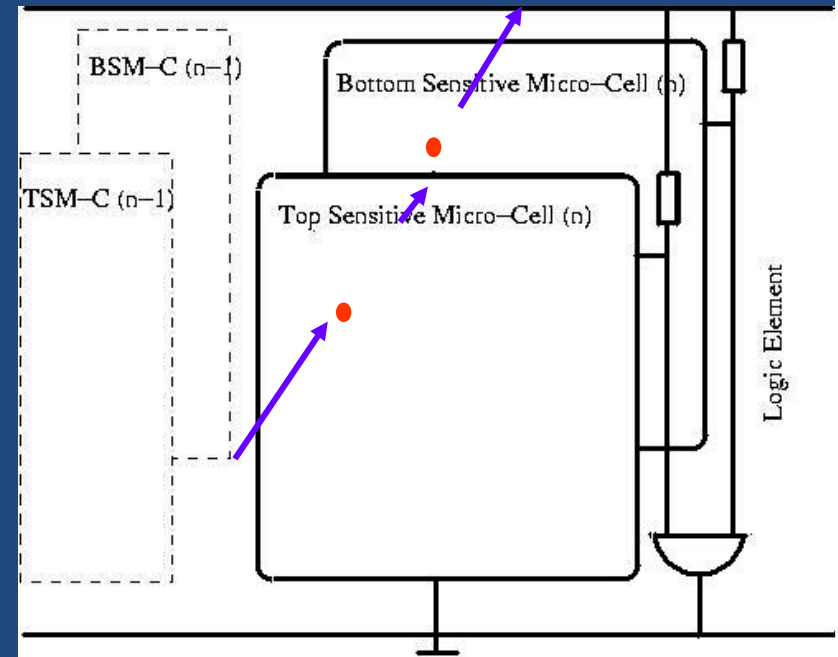 BSM–C (n–1)
Bottom Sensitive Micro–Cell (n)
TSM–C (n–1)
Top Sensitive Micro–Cell (n)
Logic Element